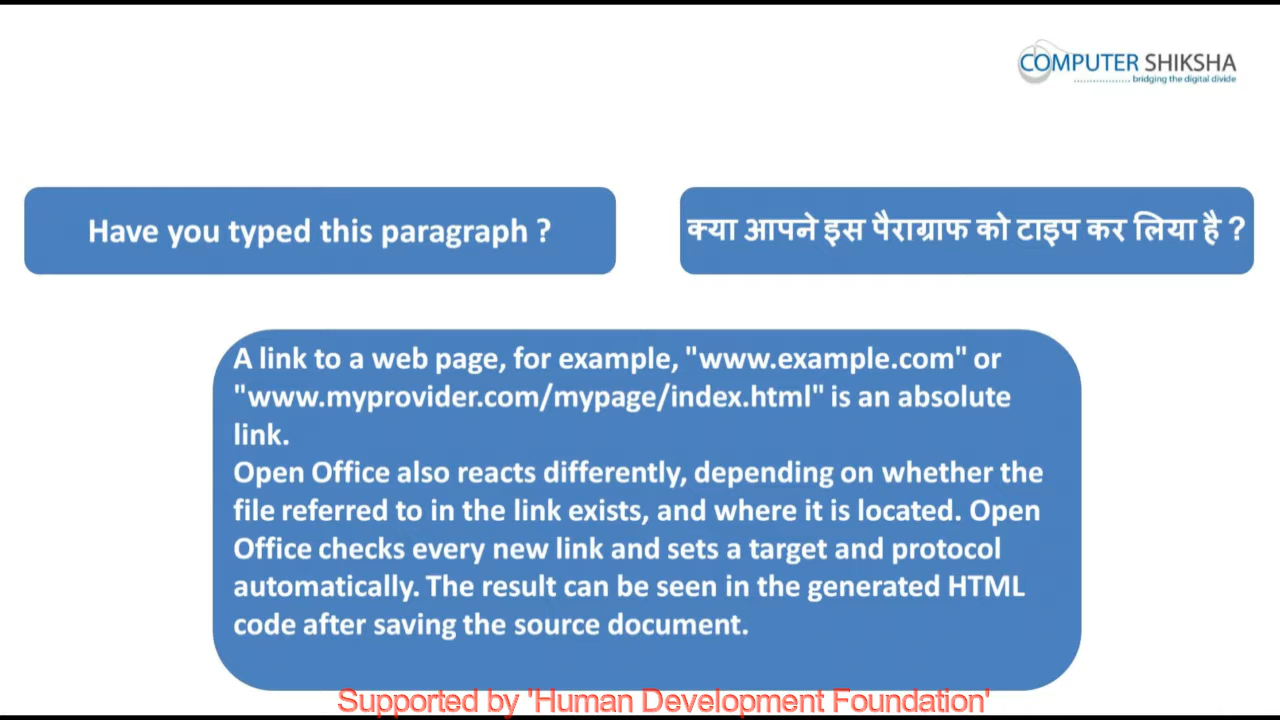 COMPUTER SHIKSHA
bridging the digital divide
Have you typed this paragraph ?
क्या आपने इस पैराग्राफ को टाइप कर लिया है ?
A link to a web page, for example, "www.example.com" or
"www.myprovider.com/mypage/index.html" is an absolute
link.
Open Office also reacts differently, depending on whether the
file referred to in the link exists, and where it is located. Open
Office checks every new link and sets a target and protocol
automatically. The result can be seen in the generated HTML
code after saving the source document.
Supported by 'Human Development Foundation'